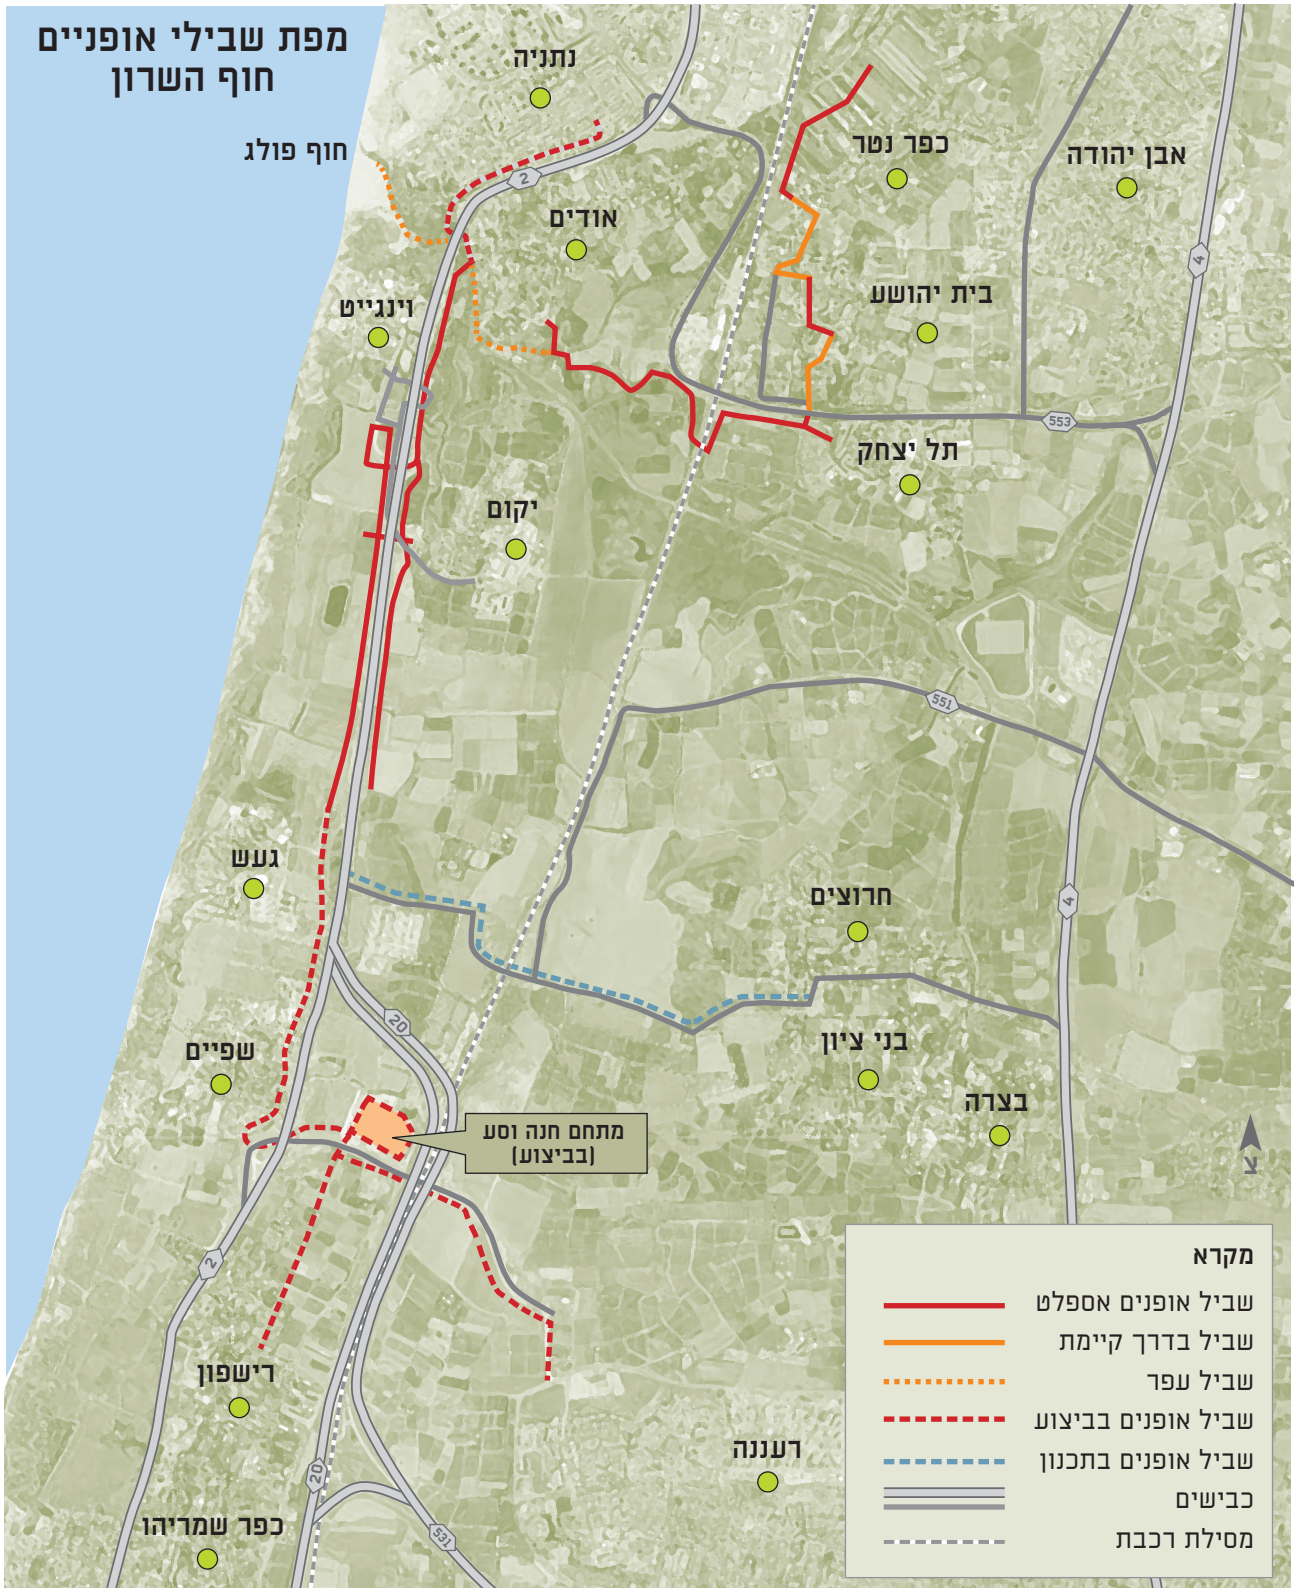 מפת שבילי אופניים
חוף השרון
נתניה
חוף פולג
כפר נטר
אבן יהודה
2
אודים
4
בית יהושע
וינגייט
553
תל יצחק
יקום
551
געש
חרוצים
4
20
בני ציון
שפיים
בצרה
מתחם חנה וסע
(בביצוע)
צ
2
רישפון
רעננה
20
כפר שמריהו
531
מקרא
שביל אופנים אספלט
שביל בדרך קיימת
שביל עפר
שביל אופנים בביצוע
שביל אופנים בתכנון
כבישים
מסילת רכבת